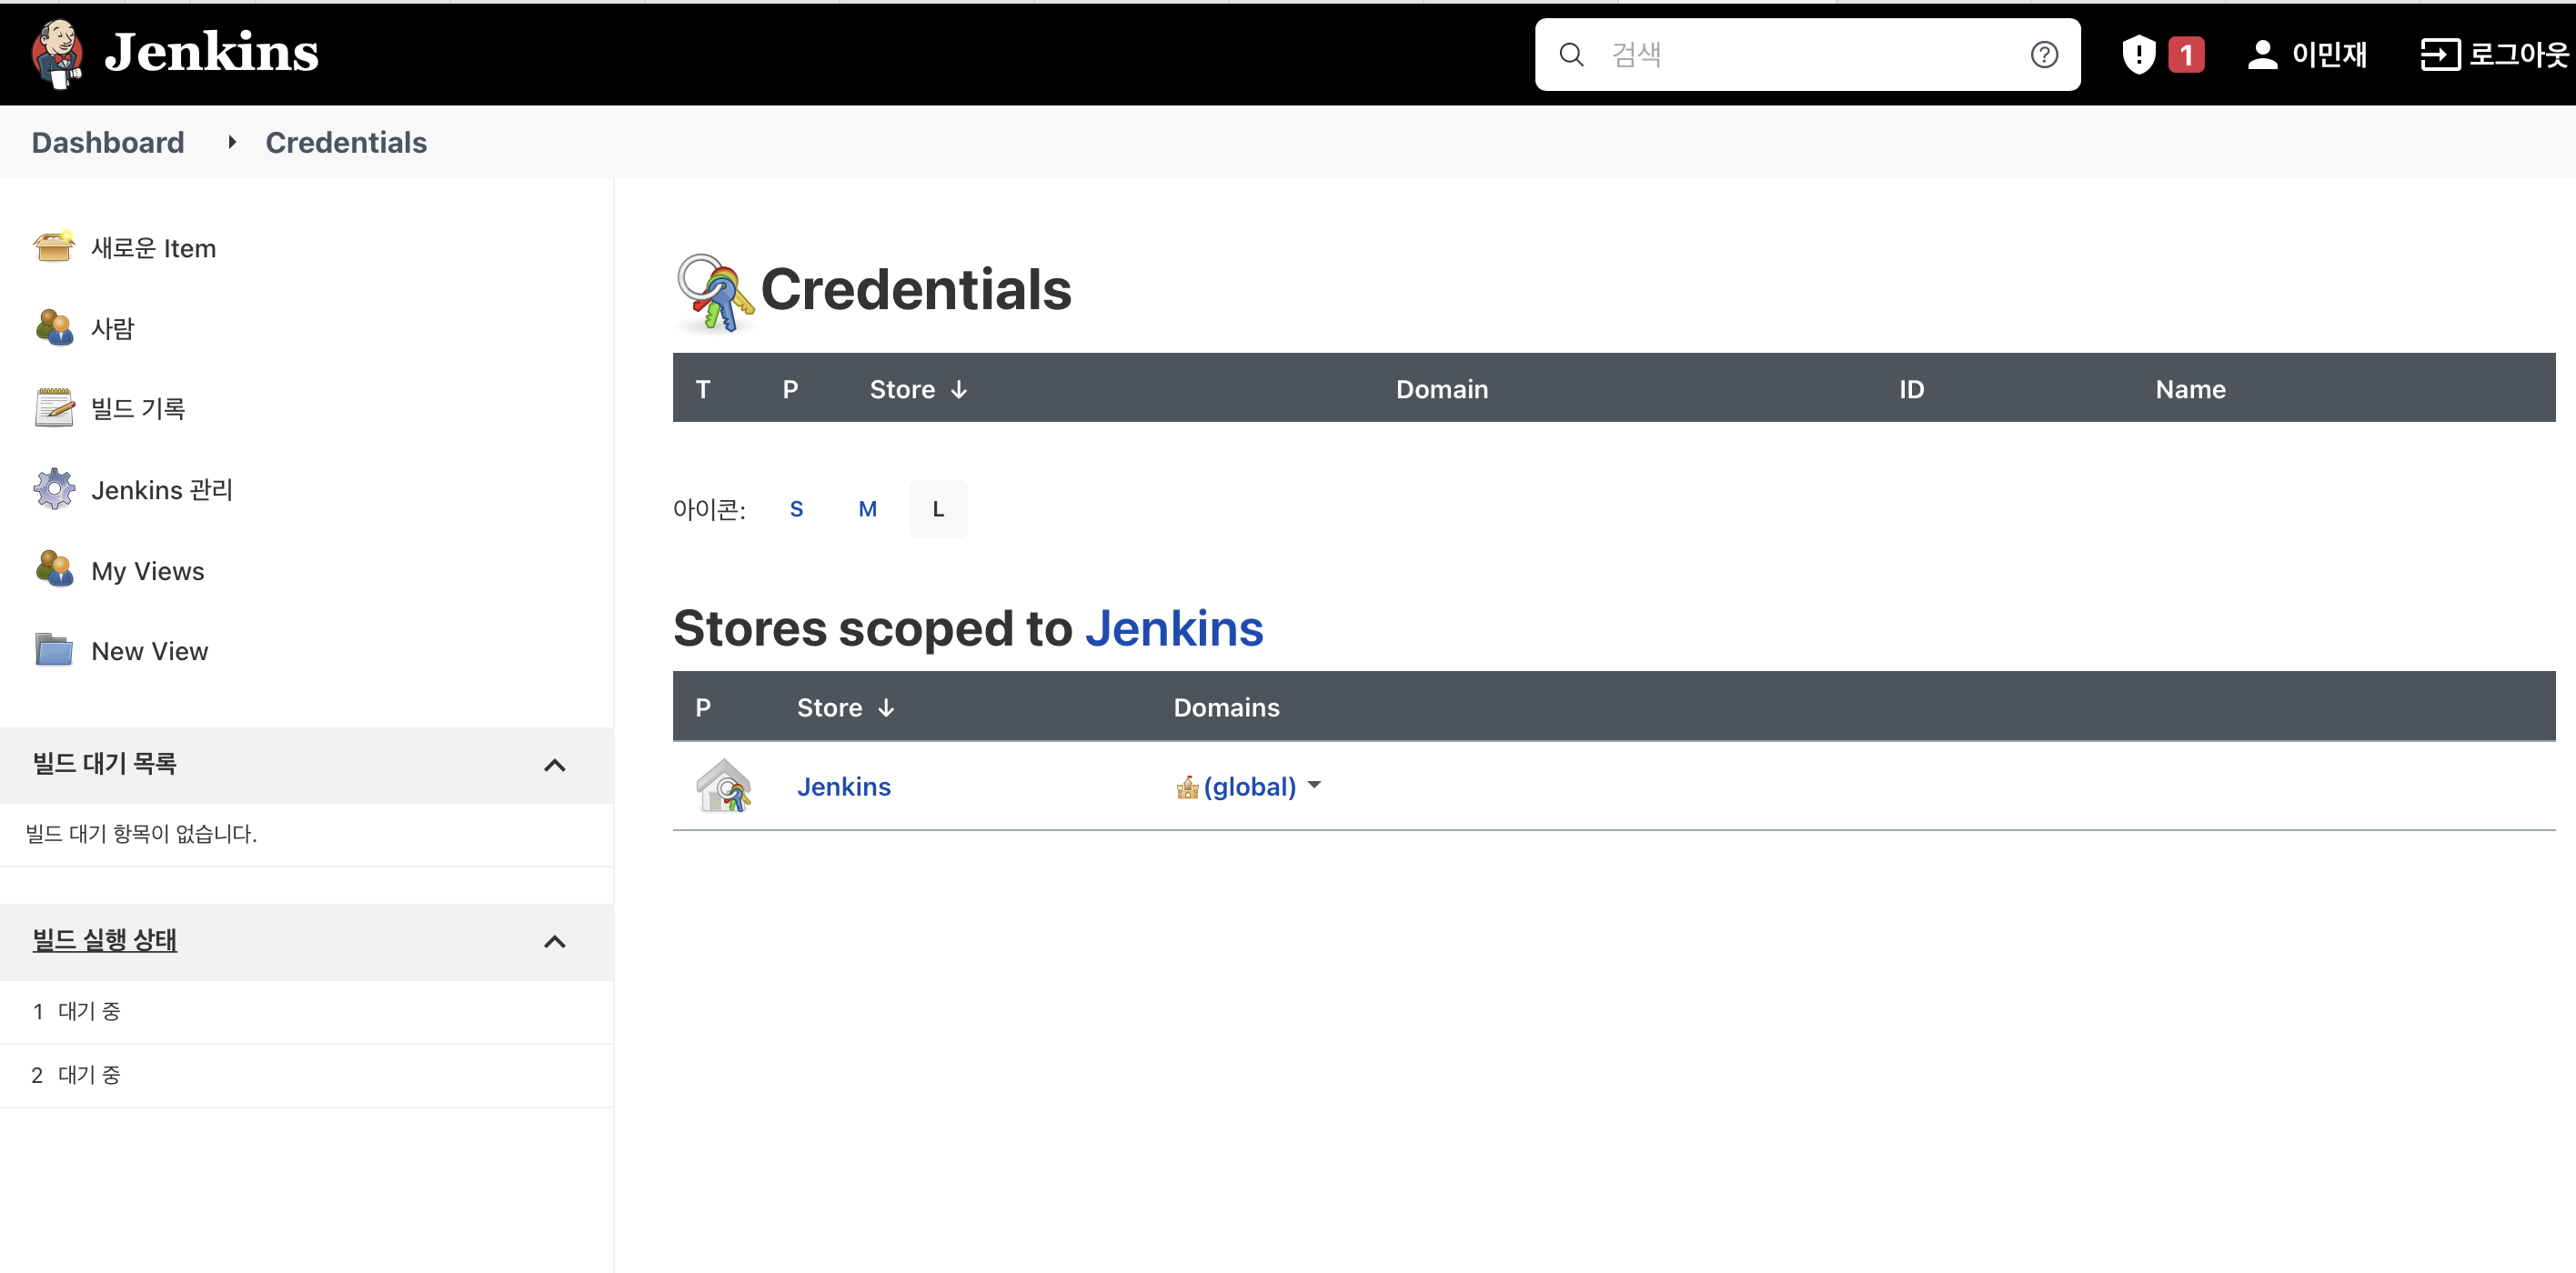 Jenkins
검색
1
이민재
로그아웃
Dashboard Credentials
새로운 Item
사람
빌드 기록
Jenkins 관리
My Views
New View
빌드 대기 목록
빌드 대기 항목이 없습니다.
빌드 실행 상태
1 대기 중
2 대기 중
Credentials
T P Store ↓ Domain ID Name
아이콘: S M L
Stores scoped to Jenkins
P Store ↓ Domains
Jenkins (global)